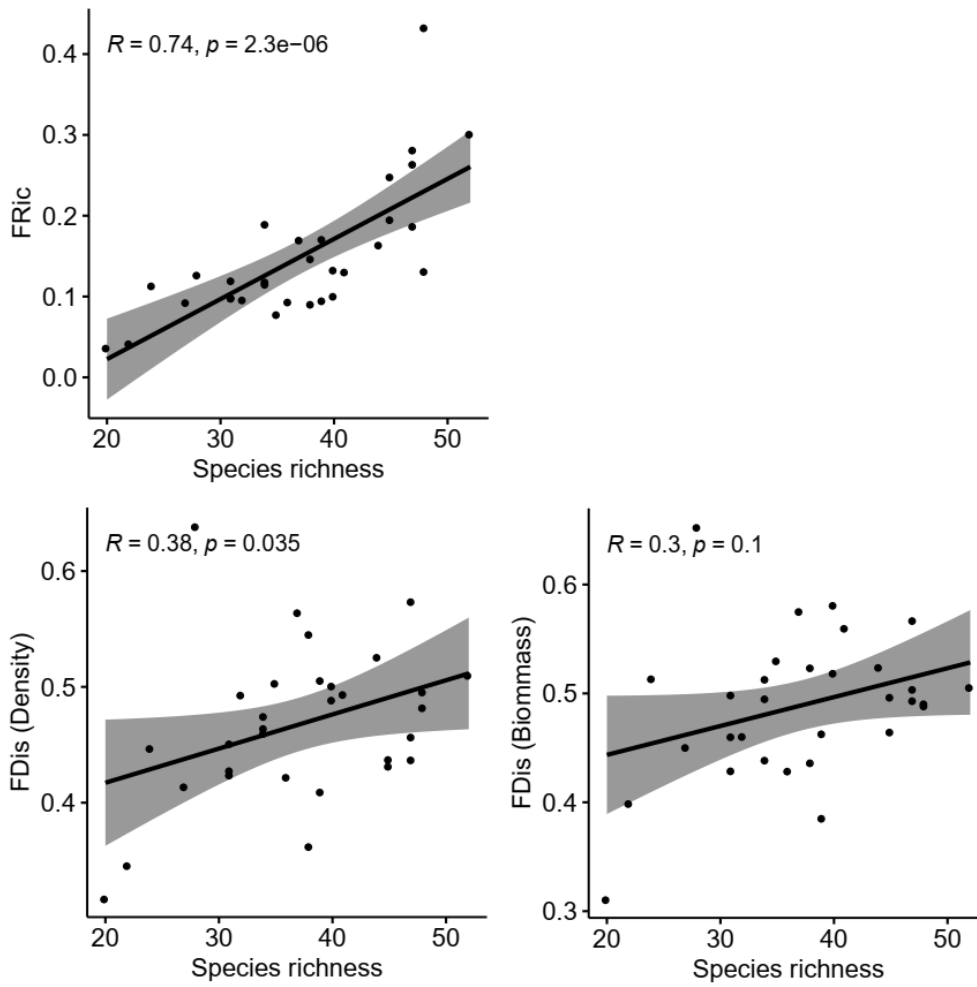 R = 0.74, p = 2.3e−06
FRic
0.4
0.3
0.2
0.1
0.0
20 30 40 50
Species richness
R = 0.38, p = 0.035
FDis (Density)
0.6
0.5
0.4
20 30 40 50
Species richness
R = 0.3, p = 0.1
FDis (Biommass)
0.6
0.5
0.4
0.3
20 30 40 50
Species richness